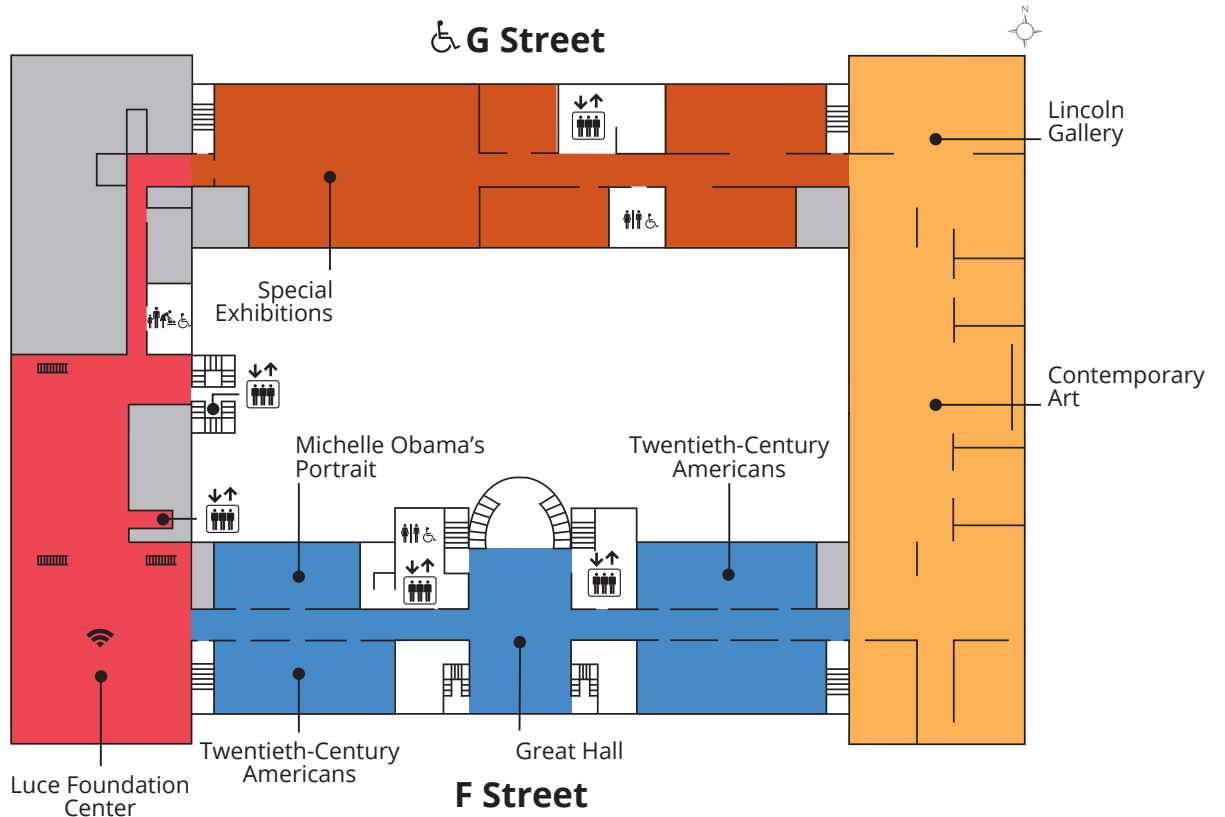 N
G Street
Lincoln
Gallery
Special
Exhibitions
Contemporary
Art
Michelle Obama’s
Portrait
Twentieth-Century
Americans
Twentieth-Century
Americans
Great Hall
Luce Foundation
Center
F Street